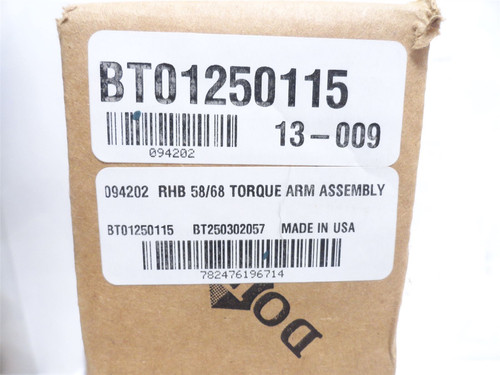 BT01250115
13-009
094202
094202 RHB 58/68 TORQUE ARM ASSEMBLY
BT01250115 BT250302057 MADE IN USA
782476196714